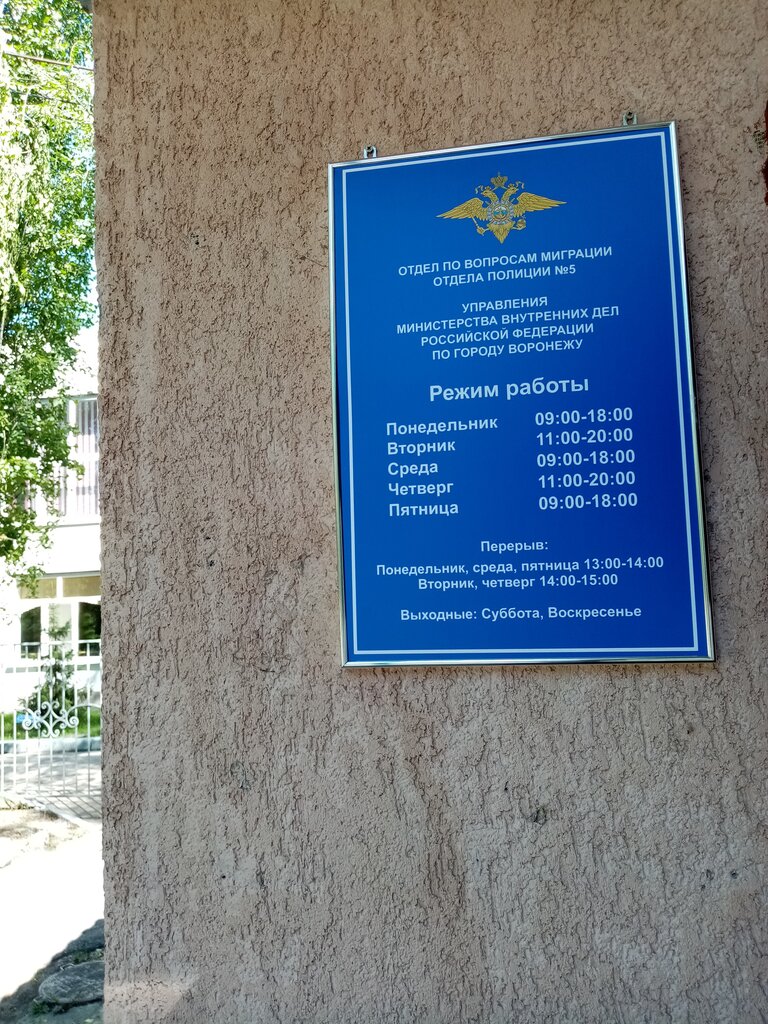 ОТДЕЛ ПО ВОПРОСАМ МИГРАЦИИ
ОТДЕЛА ПОЛИЦИИ №5
УПРАВЛЕНИЯ
МИНИСТЕРСТВА ВНУТРЕННИХ ДЕЛ
РОССИЙСКОЙ ФЕДЕРАЦИИ
ПО ГОРОДУ ВОРОНЕЖУ
Режим работы
Понедельник 09:00-18:00
Вторник 11:00-20:00
Среда 09:00-18:00
Четверг 11:00-20:00
Пятница 09:00-18:00
Перерыв:
Понедельник, среда, пятница 13:00-14:00
Вторник, четверг 14:00-15:00
Выходные: Суббота, Воскресенье